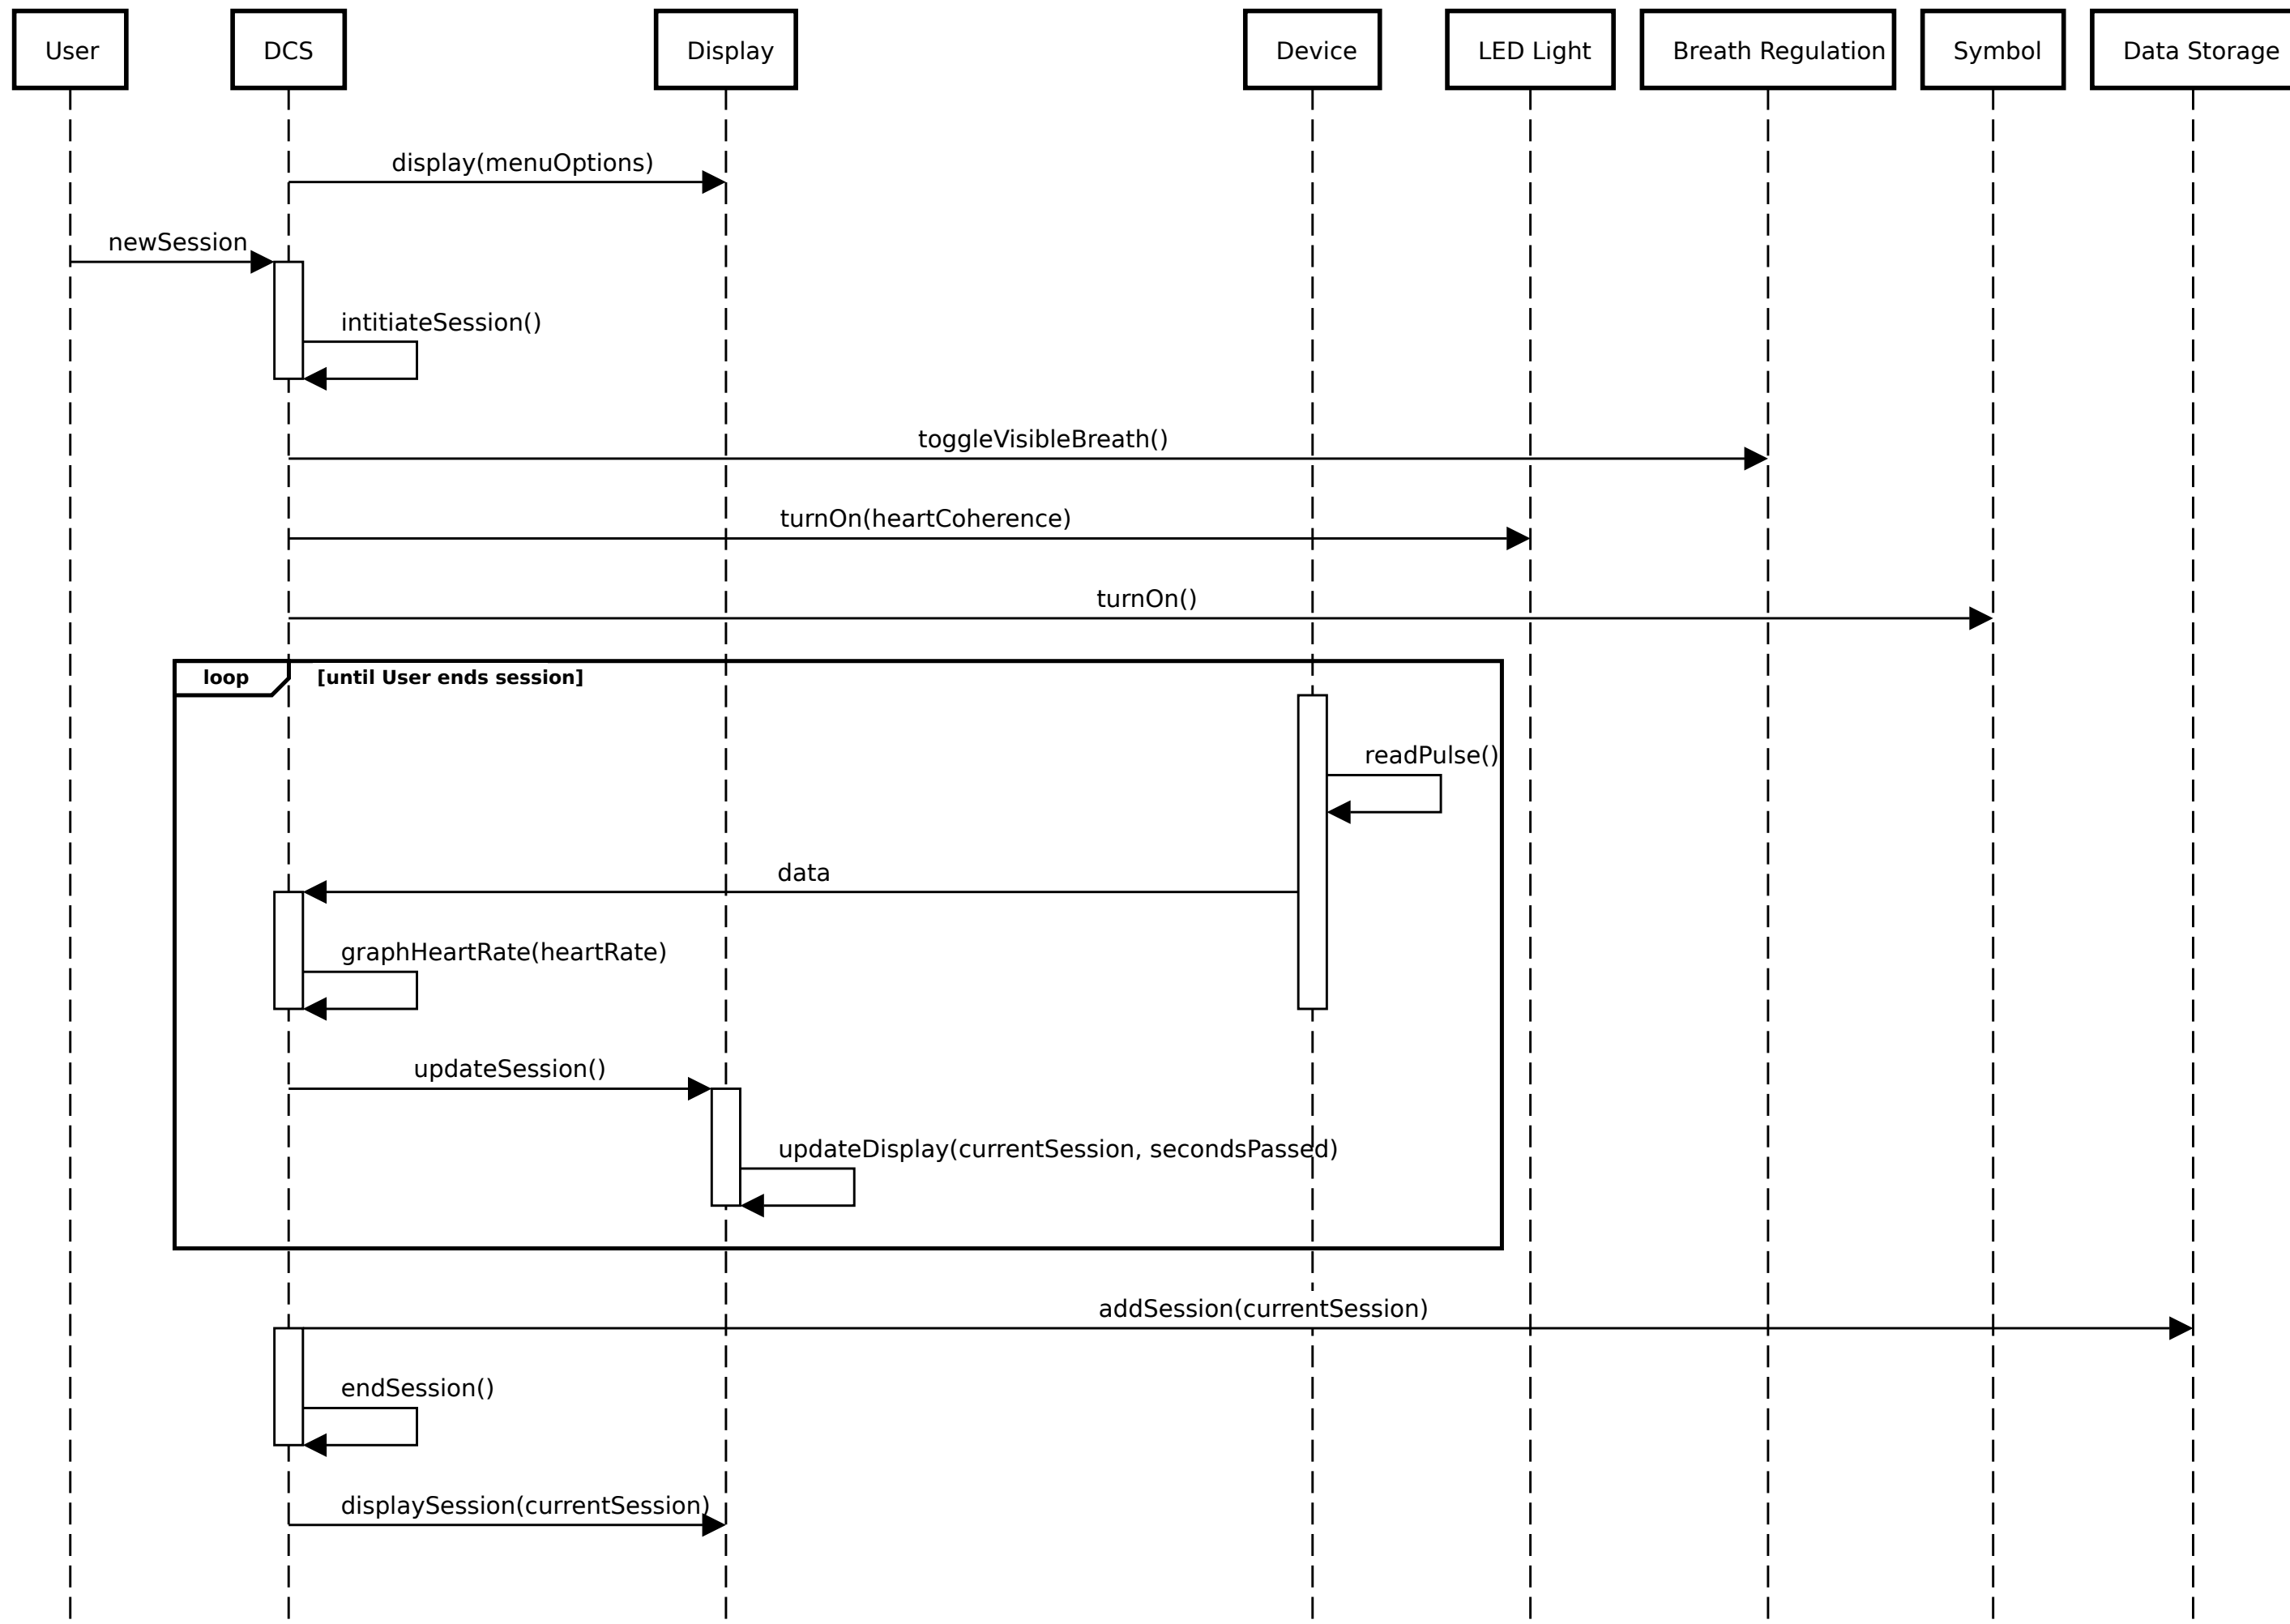 User
DCS
Display
Device
LED Light
Breath Regulation
Symbol
Data Storage
display(menuOptions)
newSession
intitiateSession()
toggleVisibleBreath()
turnOn(heartCoherence)
turnOn()
loop
[until User ends session]
readPulse()
data
graphHeartRate(heartRate)
updateSession()
updateDisplay(currentSession, secondsPassed)
addSession(currentSession)
endSession()
displaySession(currentSession)